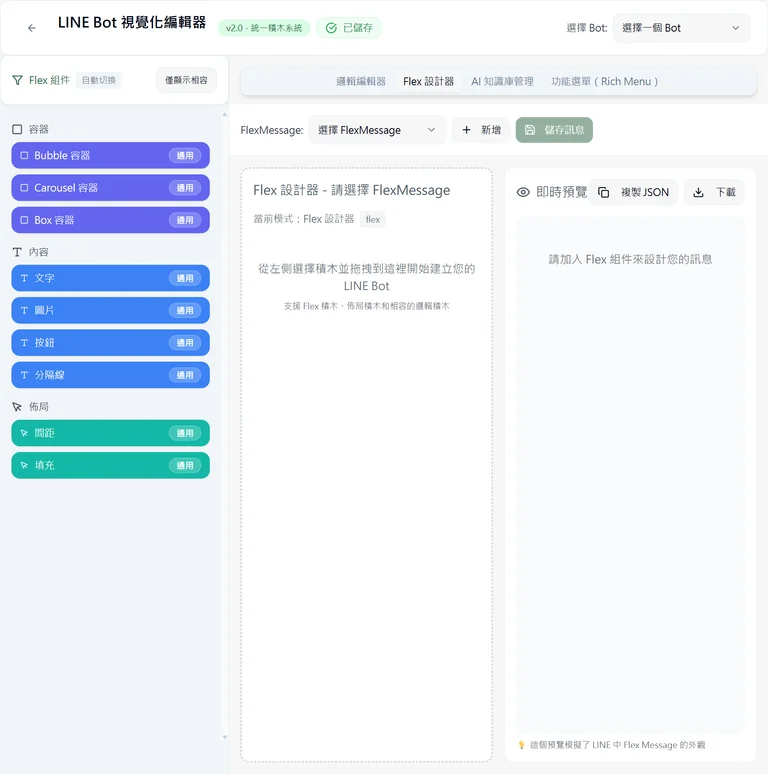 LINE Bot 視覺化編輯器
v2.0 - 統一積木系統
已儲存
選擇 Bot:
選擇一個 Bot
Flex 組件
自動切換
僅顯示相容
邏輯編輯器
Flex 設計器
AI 知識庫管理
功能選單 ( Rich Menu )
容器
Bubble 容器
通用
Carousel 容器
通用
Box 容器
通用
內容
文字
通用
圖片
通用
按鈕
通用
分隔線
通用
佈局
間距
通用
填充
通用
FlexMessage:
選擇 FlexMessage
新增
儲存訊息
Flex 設計器 - 請選擇 FlexMessage
當前模式：Flex 設計器
flex
從左側選擇積木並拖拽到這裡開始建立您的
LINE Bot
支援 Flex 積木、佈局積木和相容的邏輯積木
即時預覽
複製 JSON
下載
請加入 Flex 組件來設計您的訊息
💡 這個預覽模擬了 LINE 中 Flex Message 的外觀